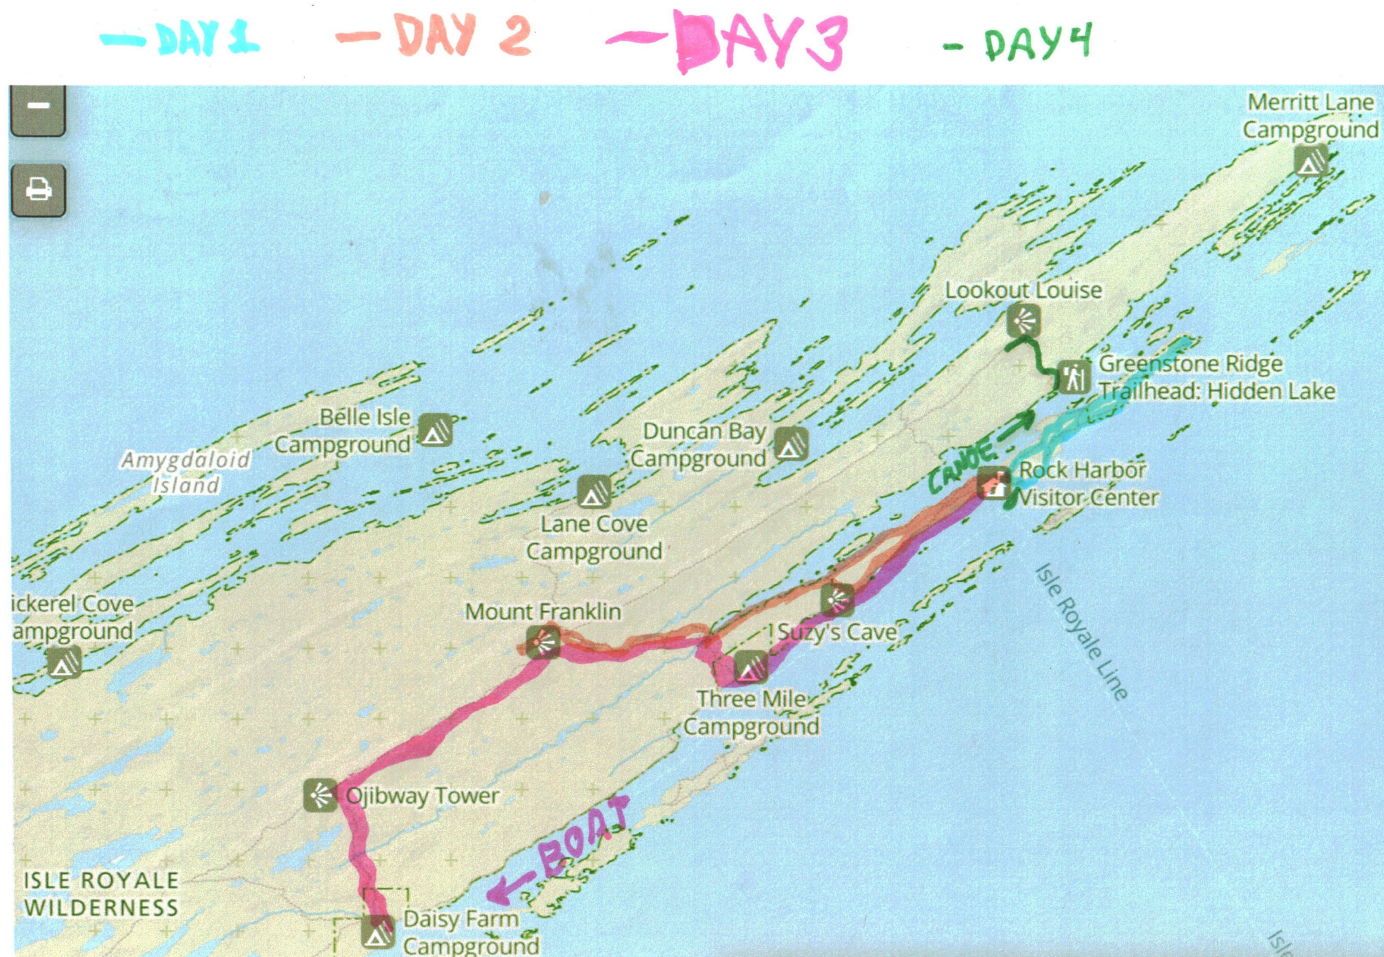 — DAY 1 — DAY 2 — DAY 3 - DAY 4
Merritt Lane
Campground
Lookout Louise
Greenstone Ridge
Trailhead: Hidden Lake
Belle Isle
Campground
Duncan Bay
Campground
Amygdaloid
Island
CANOE
Rock Harbor
Visitor Center
Lane Cove
Campground
Isle Royale Line
ickerel Cove
ampground
Mount Franklin
Suzy's Cave
Three Mile
Campground
Ojibway Tower
BOAT
ISLE ROYALE
WILDERNESS
Daisy Farm
Campground
Isle